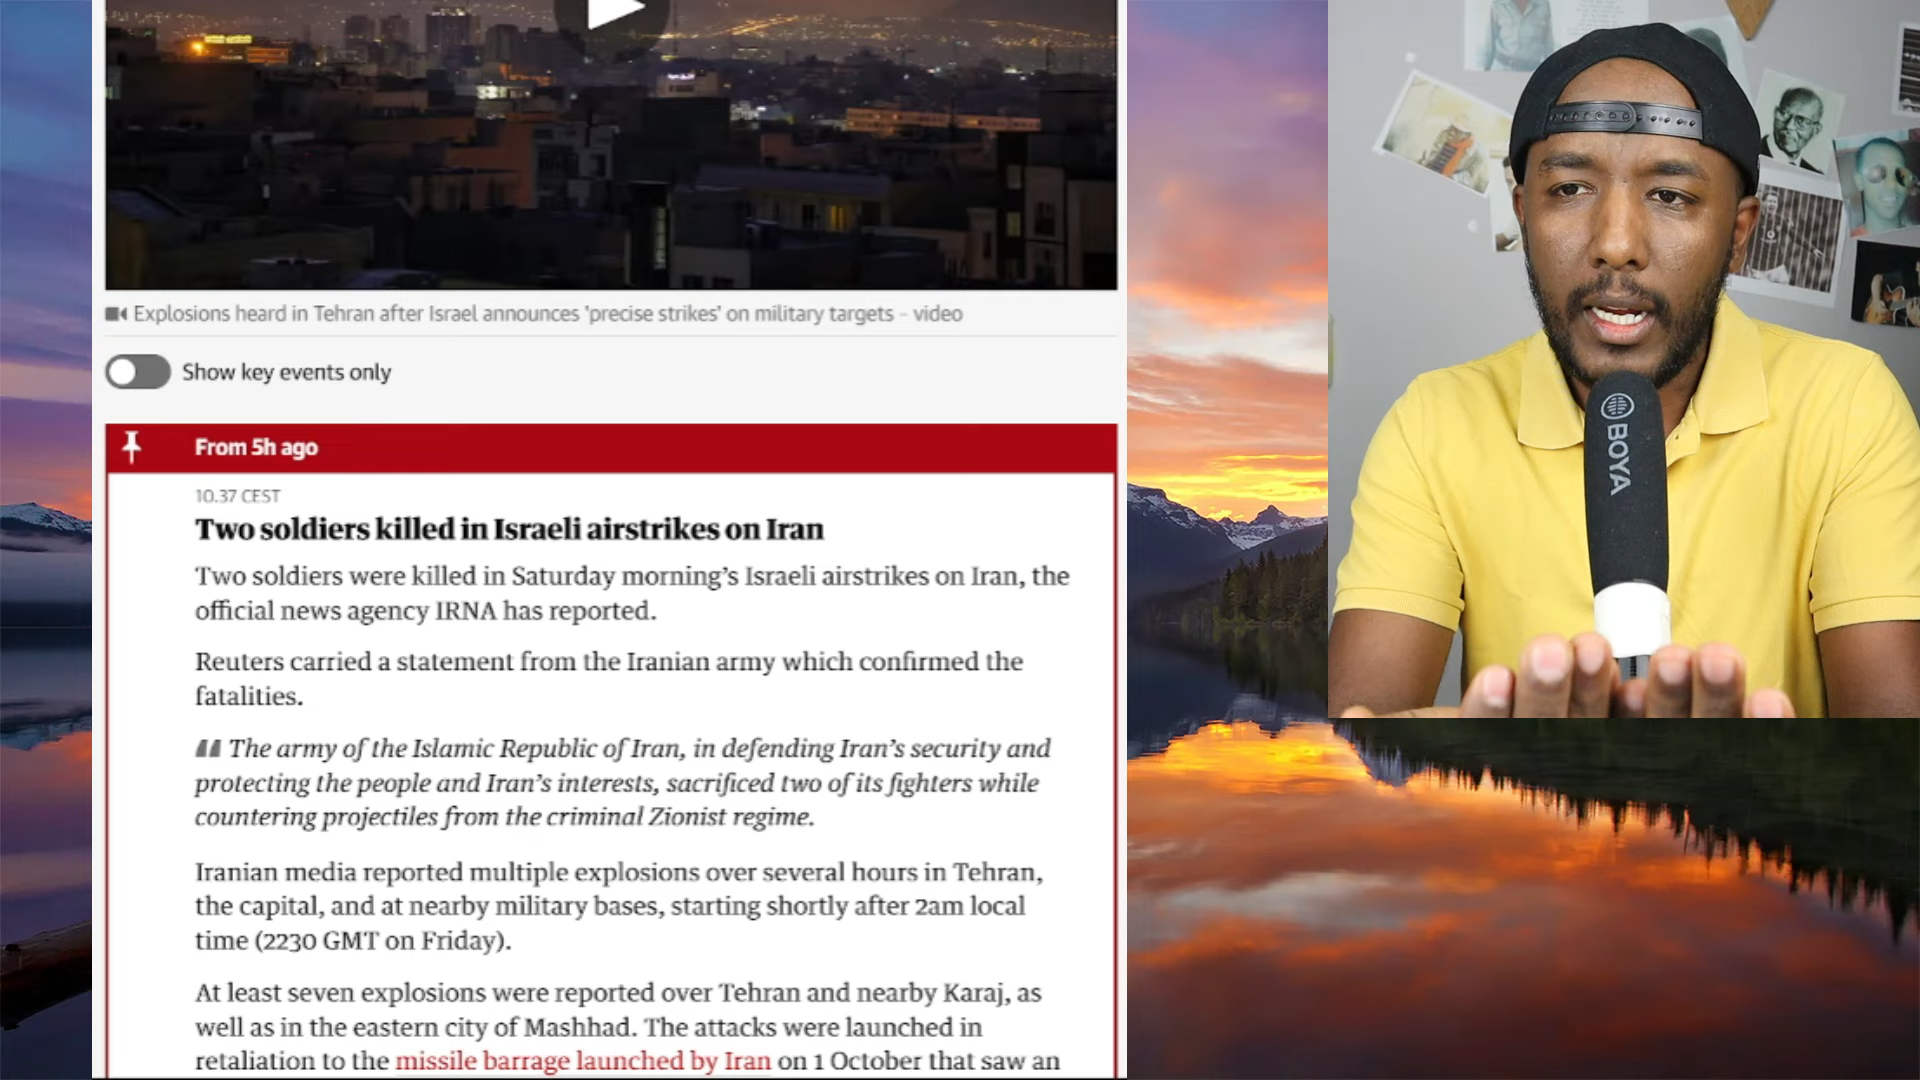 Explosions heard in Tehran after Israel announces 'precise strikes' on military targets – video
Show key events only
From 5h ago
10.37 CEST
Two soldiers killed in Israeli airstrikes on Iran
Two soldiers were killed in Saturday morning’s Israeli airstrikes on Iran, the
official news agency IRNA has reported.
Reuters carried a statement from the Iranian army which confirmed the
fatalities.
“ The army of the Islamic Republic of Iran, in defending Iran’s security and
protecting the people and Iran’s interests, sacrificed two of its fighters while
countering projectiles from the criminal Zionist regime.
Iranian media reported multiple explosions over several hours in Tehran,
the capital, and at nearby military bases, starting shortly after 2am local
time (2230 GMT on Friday).
At least seven explosions were reported over Tehran and nearby Karaj, as
well as in the eastern city of Mashhad. The attacks were launched in
retaliation to the missile barrage launched by Iran on 1 October that saw an
BOYA